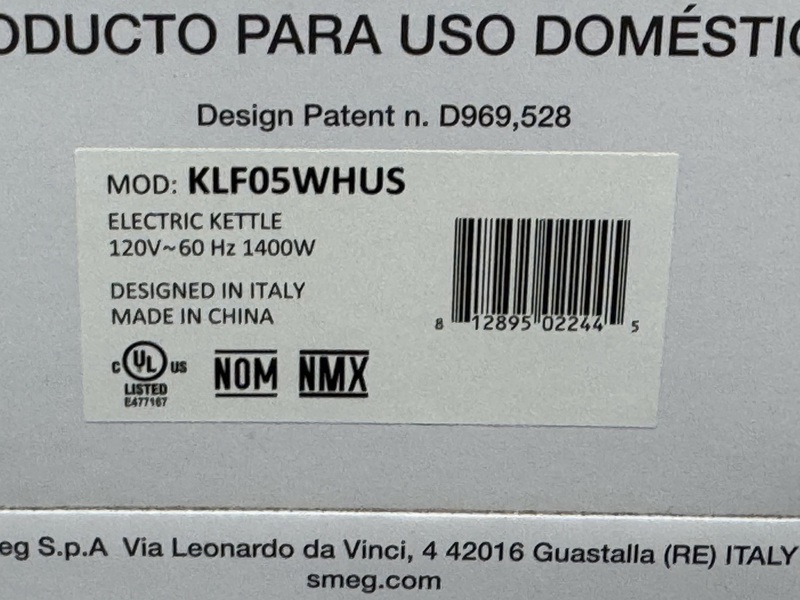 ODUCTO PARA USO DOMÉSTIC
Design Patent n. D969,528
MOD: KLF05WHUS
ELECTRIC KETTLE
120V~60 Hz 1400W
DESIGNED IN ITALY
MADE IN CHINA
8 12895 02244 5
C UL US
LISTED
E477167
NOM NMX
eg S.p.A Via Leonardo da Vinci, 4 42016 Guastalla (RE) ITALY
smeg.com